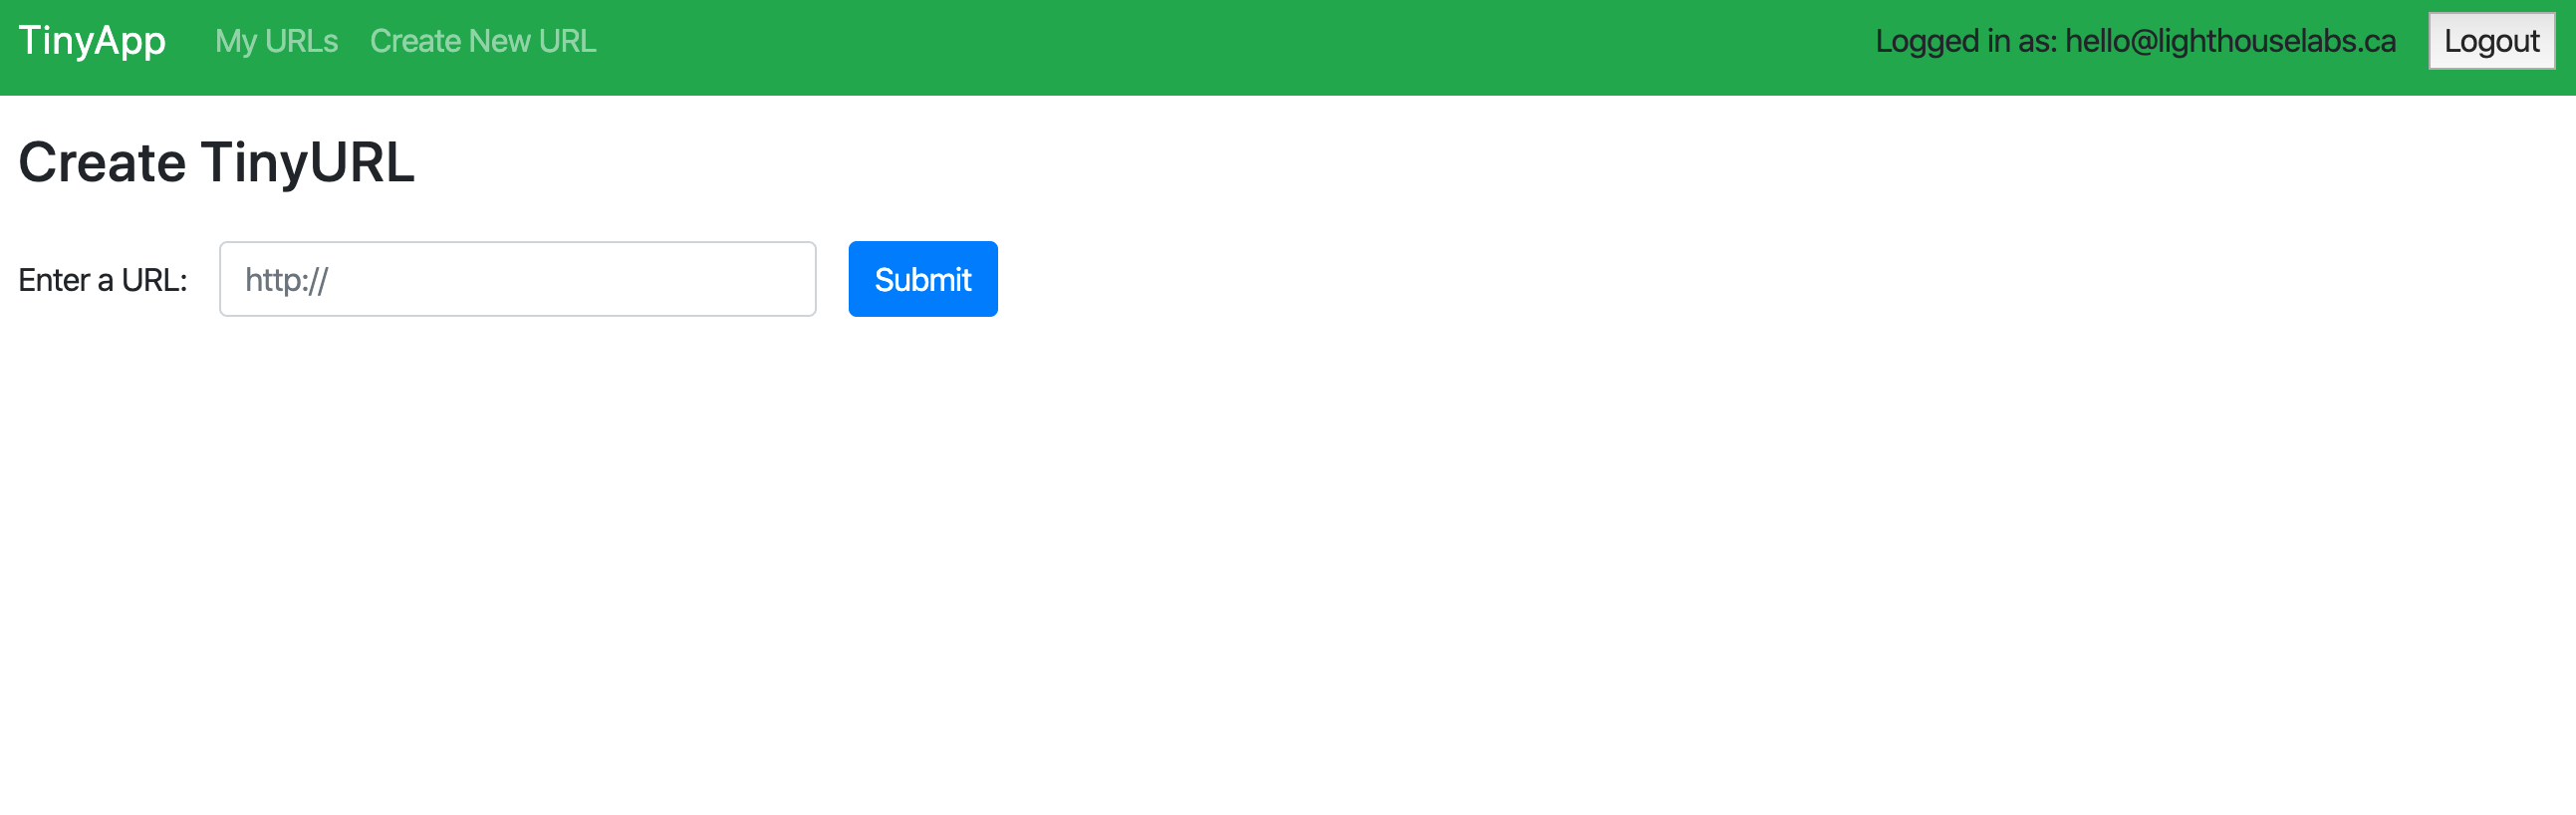 TinyApp My URLs Create New URL Logged in as: hello@lighthouselabs.ca Logout
Create TinyURL
Enter a URL: http:// Submit